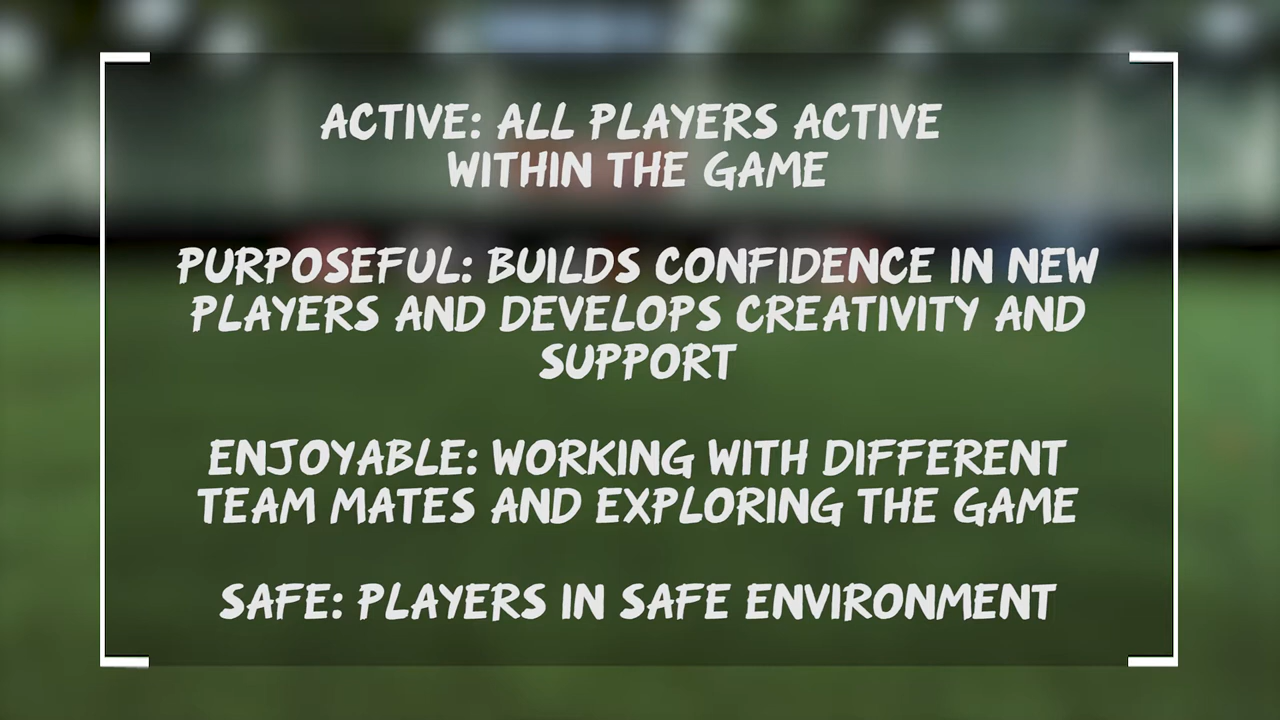 ACTIVE: ALL PLAYERS ACTIVE
WITHIN THE GAME
PURPOSEFUL: BUILDS CONFIDENCE IN NEW
PLAYERS AND DEVELOPS CREATIVITY AND
SUPPORT
ENJOYABLE: WORKING WITH DIFFERENT
TEAM MATES AND EXPLORING THE GAME
SAFE: PLAYERS IN SAFE ENVIRONMENT